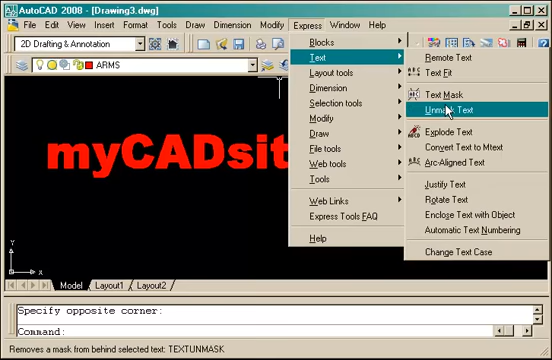 AutoCAD 2008 - [Drawing3.dwg]
File Edit View Insert Format Tools Draw Dimension Modify Express Window Help
2D Drafting & Annotation
ARMS
Blocks
Text
Layout tools
Dimension
Selection tools
Modify
Draw
File tools
Web tools
Tools
Web Links
Express Tools FAQ
Help
Remote Text
Text Fit
Text Mask
Unmask Text
Explode Text
Convert Text to Mtext
Arc-Aligned Text
Justify Text
Rotate Text
Enclose Text with Object
Automatic Text Numbering
Change Text Case
myCADsit
Y
X
Model Layout1 Layout2
Specify opposite corner:
Command:
Removes a mask from behind selected text: TEXTUNMASK